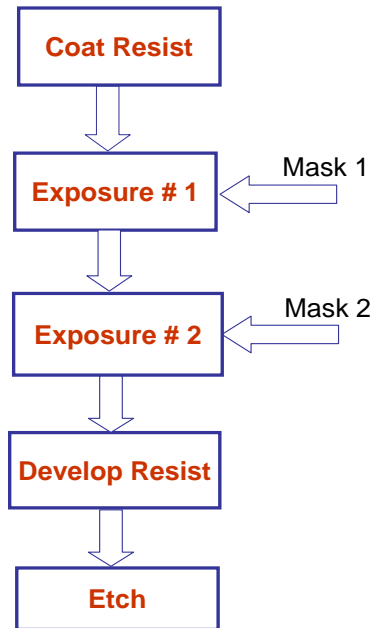 Coat Resist
Mask 1
Exposure # 1
Mask 2
Exposure # 2
Develop Resist
Etch